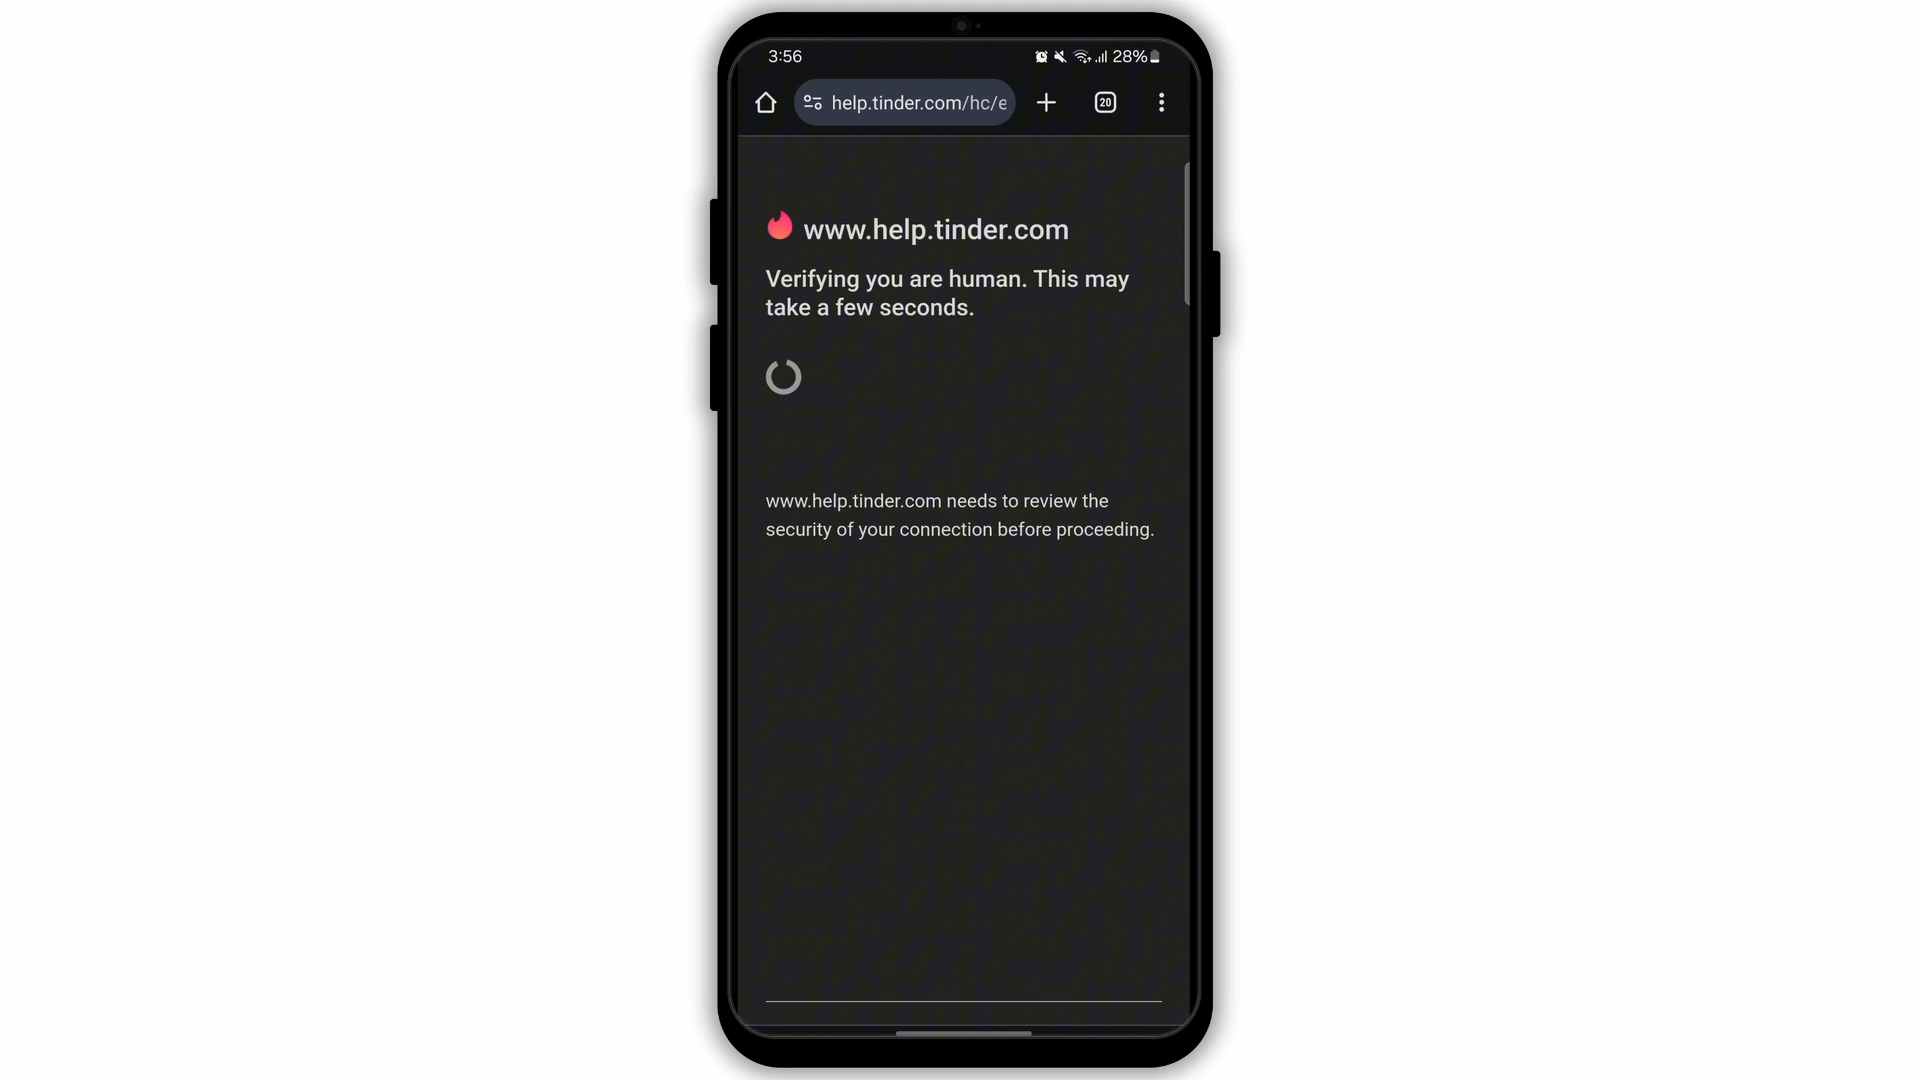 3:56
28%
help.tinder.com/hc/e
20
www.help.tinder.com
Verifying you are human. This may
take a few seconds.
www.help.tinder.com needs to review the
security of your connection before proceeding.